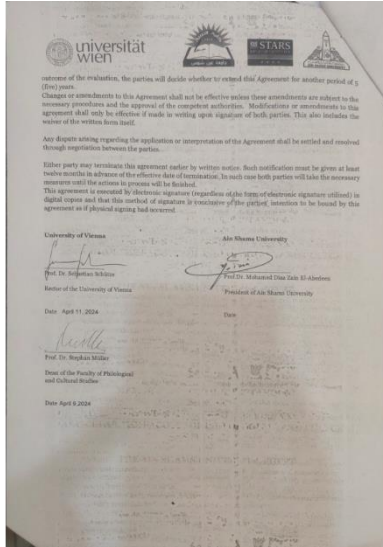 universität
wien
STARS
outcome of the evaluation, the parties will decide whether to extend this Agreement for another period of 5
(five) years.
Changes or amendments to this Agreement shall not be effective unless these amendments are subject to the
necessary procedures and the approval of the competent authorities. Modifications or amendments to this
agreement shall only be effective if made in writing upon signature of both parties. This also includes the
waiver of the written form itself.
Any dispute arising regarding the application or interpretation of the Agreement shall be settled and resolved
through negotiation between the parties.
Either party may terminate this agreement earlier by written notice. Such notification must be given at least
twelve months in advance of the effective date of termination. In such case both parties will take the necessary
measures until the actions in process will be finished.
This agreement is executed by electronic signature (regardless of the form of electronic signature utilised) in
digital copies and that this method of signature is conclusive of the parties' intention to be bound by this
agreement as if physical signing had occurred.
University of Vienna
Ain Shams University
Prof. Dr. Sebastian Schütze
Prof Dr. Mohamed Diaa Zain El-Abedeen
Rector of the University of Vienna
President of Ain Shams University
Date April 11, 2024
Date
Prof. Dr. Stephan Müller
Dean of the Faculty of Philological
and Cultural Studies
Date April 8, 2024